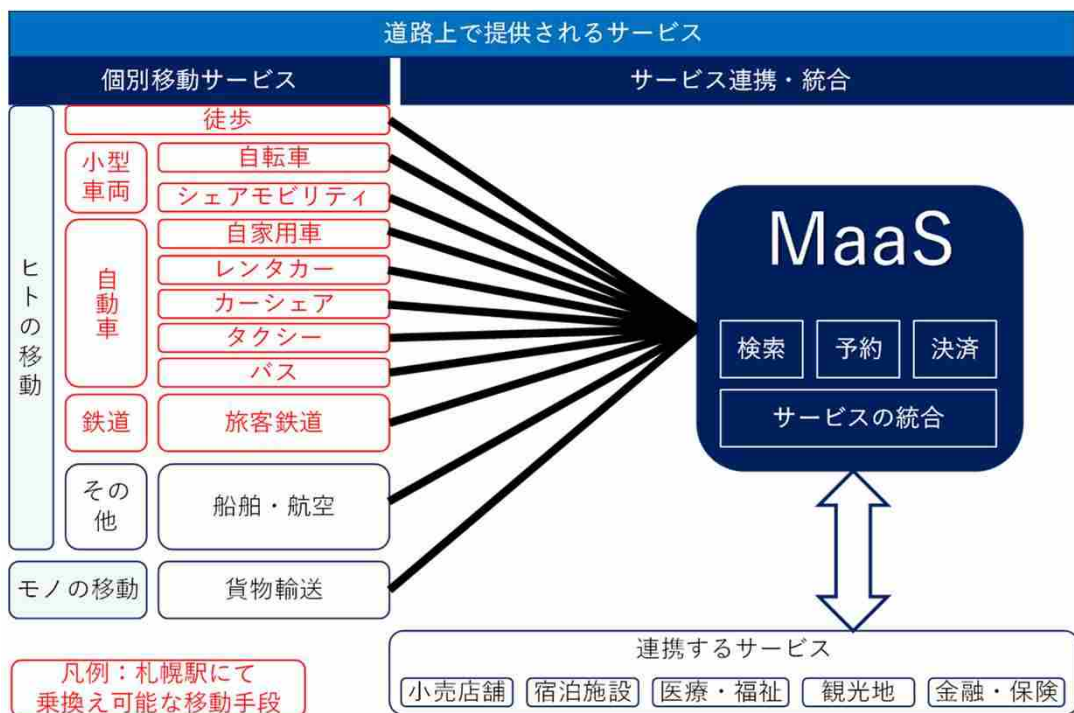 道路上で提供されるサービス
個別移動サービス
サービス連携・統合
ヒトの移動
徒歩
小型
車両
自転車
シェアモビリティ
自動車
自家用車
レンタカー
カーシェア
タクシー
バス
鉄道
旅客鉄道
その
他
船舶・航空
モノの移動
貨物輸送
MaaS
検索
予約
決済
サービスの統合
連携するサービス
小売店舗
宿泊施設
医療・福祉
観光地
金融・保険
凡例：札幌駅にて
乗換え可能な移動手段